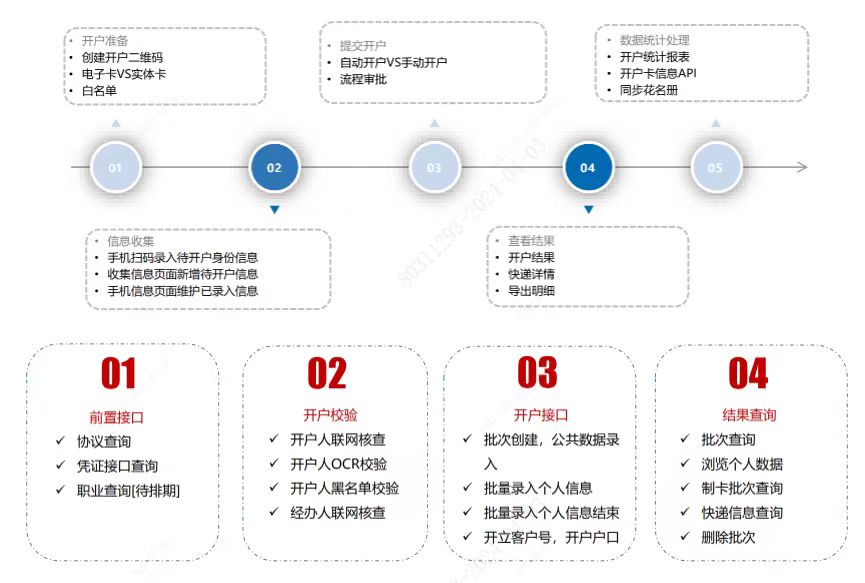 开户准备
创建开户二维码
电子卡VS实体卡
白名单
提交开户
自动开户VS手动开户
流程审批
数据统计处理
开户统计报表
开户卡信息API
同步花名册
01
02
03
04
05
信息收集
手机扫码录入待开户身份信息
收集信息页面新增待开户信息
手机信息页面维护已录入信息
查看结果
开户结果
快递详情
导出明细
80311293-2024-04-03
01
前置接口
协议查询
凭证接口查询
职业查询[待排期]
02
开户校验
开户人联网核查
开户人OCR校验
开户人黑名单校验
经办人联网核查
03
开户接口
批次创建，公共数据录
入
批量录入个人信息
批量录入个人信息结束
开立客户号，开户户口
04
结果查询
批次查询
浏览个人数据
制卡批次查询
快递信息查询
删除批次